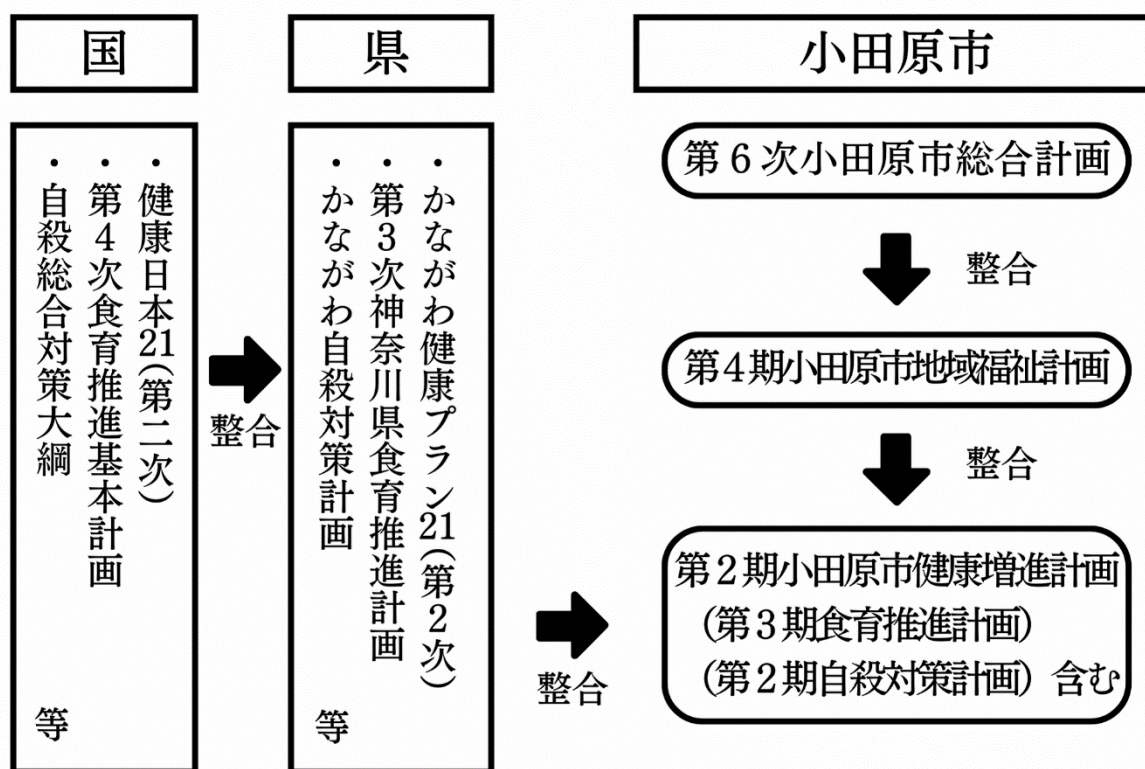 国
・健康日本21(第二次)
・第4次食育推進基本計画
・自殺総合対策大綱
等
整合
県
・かながわ健康プラン21(第2次)
・第3次神奈川県食育推進計画
・かながわ自殺対策計画
等
整合
小田原市
第6次小田原市総合計画
整合
第4期小田原市地域福祉計画
整合
第2期小田原市健康増進計画
(第3期食育推進計画)
(第2期自殺対策計画) 含む